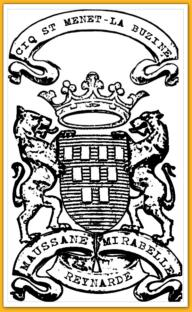 CIQ ST MENET-LA BUZINE
MAUSSANE MIRABELLE
REYNARDE